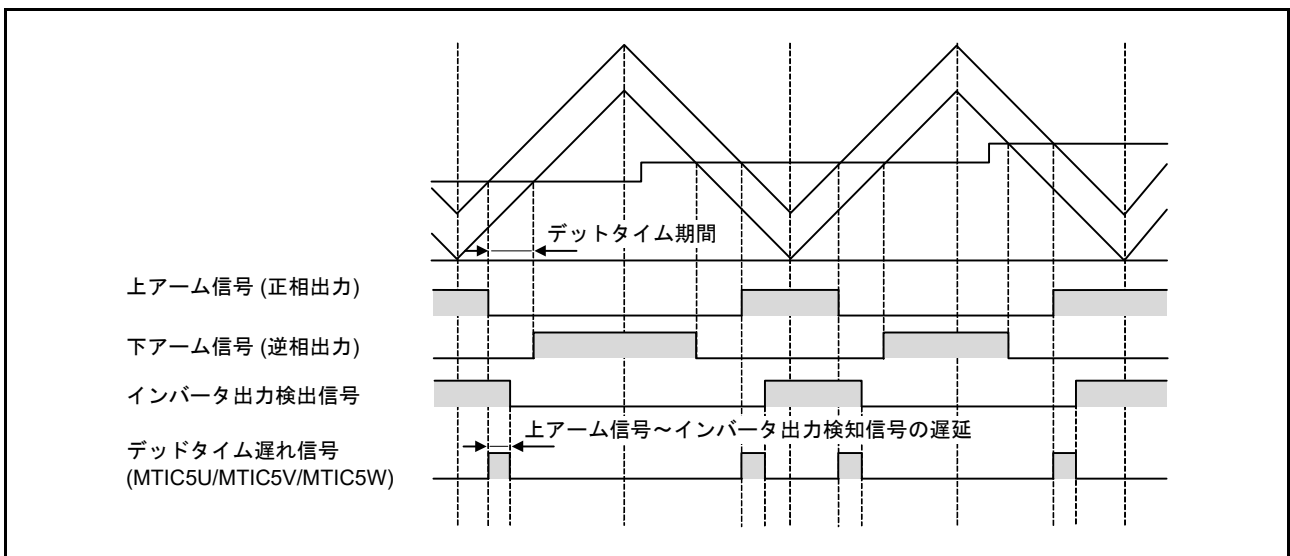 デットタイム期間
上アーム信号 (正相出力)
下アーム信号 (逆相出力)
インバータ出力検出信号
上アーム信号～インバータ出力検知信号の遅延
デッドタイム遅れ信号
(MTIC5U/MTIC5V/MTIC5W)